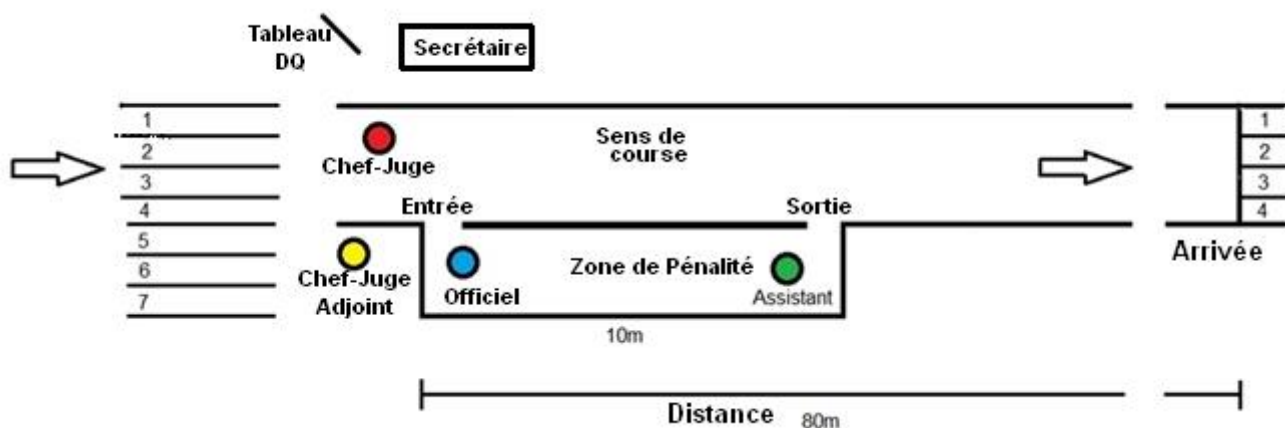 Tableau
DQ
Secrétaire
1
2
3
4
5
6
7
Chef-Juge
Sens de
course
1
2
3
4
Entrée
Sortie
Arrivée
Chef-Juge
Adjoint
Officiel
Zone de Pénalité
Assistant
10m
Distance 80m